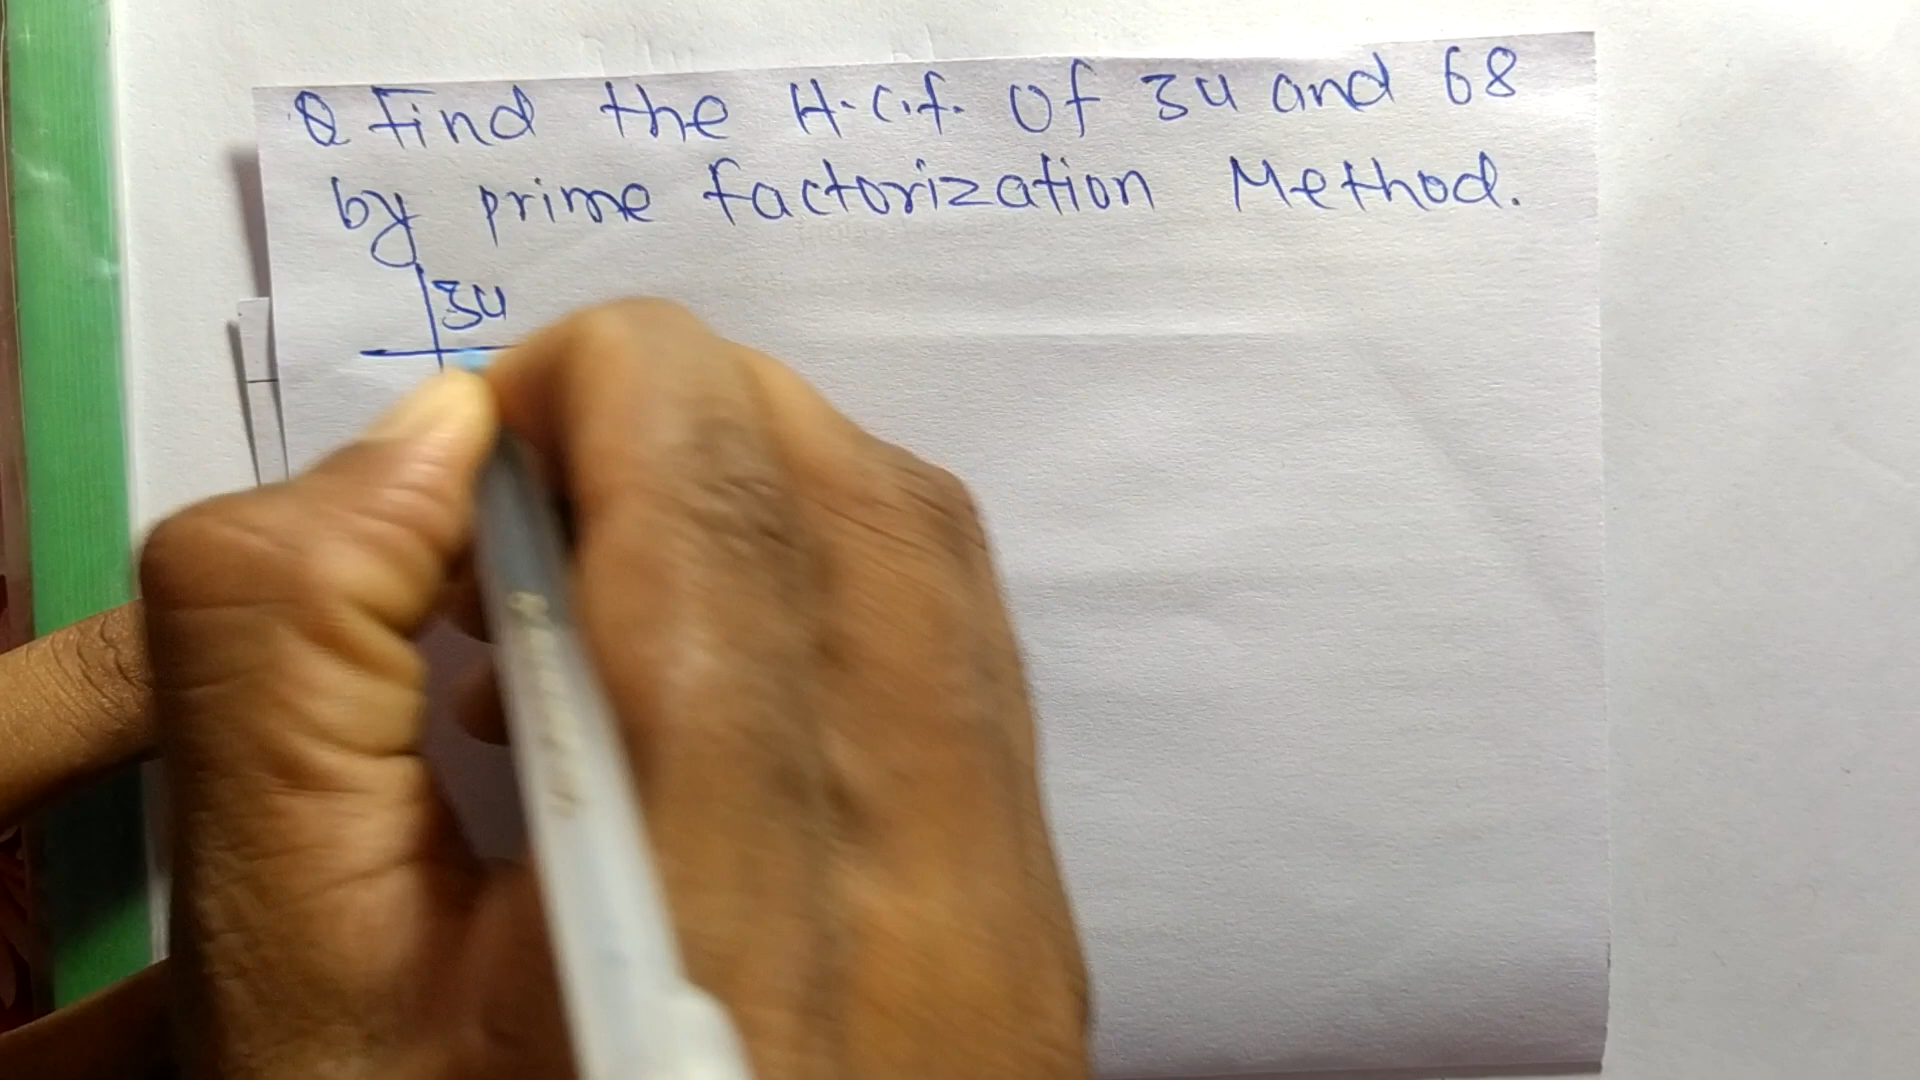 Q Find the H.C.f. Of 34 and 68
by prime factorization Method.
34